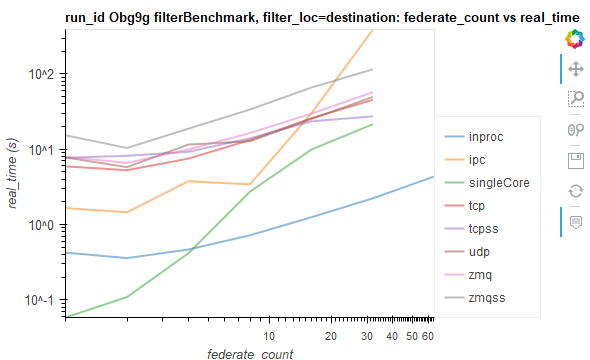 run_id Obg9g filterBenchmark, filter_loc=destination: federate_count vs real_time
real_time (s)
10^2
10^1
10^0
10^-1
10
20
30
40
50
60
federate_count
inproc
ipc
singleCore
tcp
tcpss
udp
zmq
zmqss